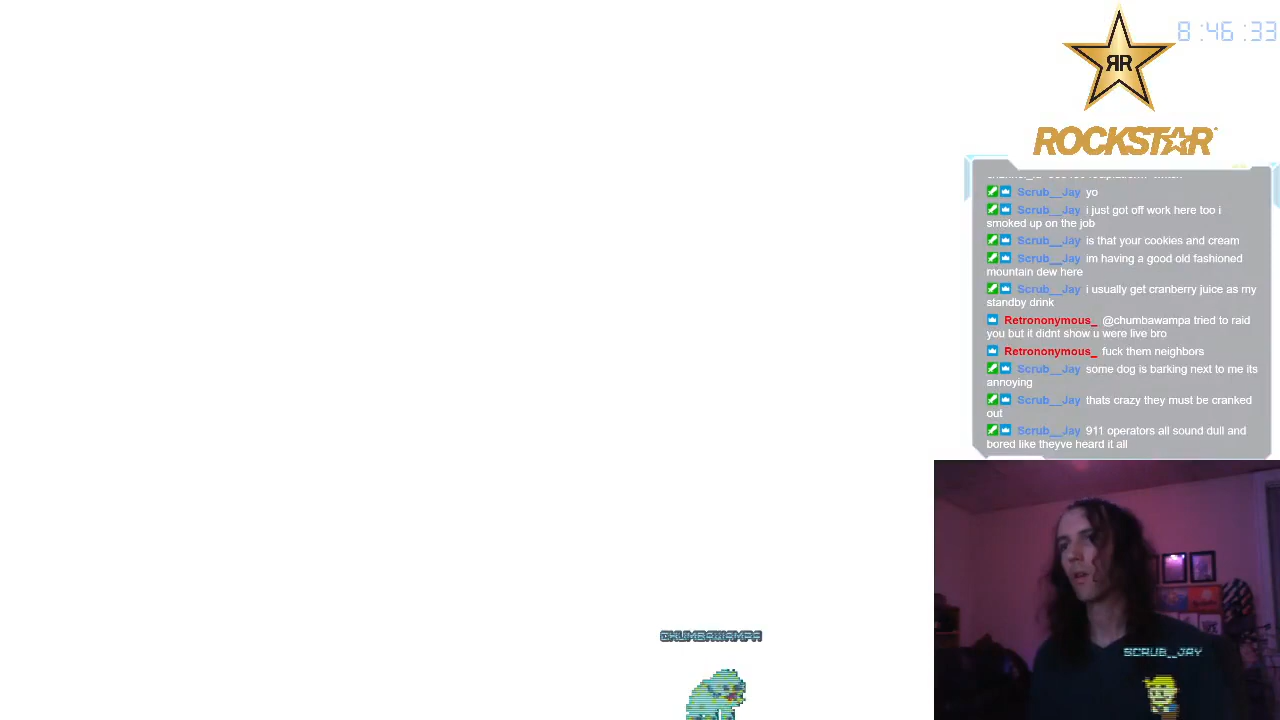 8:46:33
RR
ROCKSTAR
Scrub__Jay yo
Scrub__Jay i just got off work here too i
smoked up on the job
Scrub__Jay is that your cookies and cream
Scrub__Jay im having a good old fashioned
mountain dew here
Scrub__Jay i usually get cranberry juice as my
standby drink
Retrononymous_ @chumbawampa tried to raid
you but it didnt show u were live bro
Retrononymous_ fuck them neighbors
Scrub__Jay some dog is barking next to me its
annoying
Scrub__Jay thats crazy they must be cranked
out
Scrub__Jay 911 operators all sound dull and
bored like theyve heard it all
CHUMBAWAMPA
SCRUB__JAY